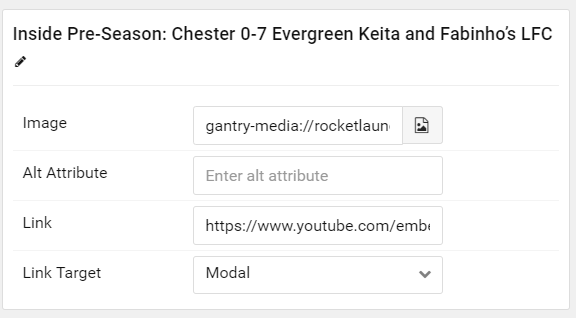 Inside Pre-Season: Chester 0-7 Evergreen Keita and Fabinho’s LFC
Image
gantry-media://rocketlaun
Alt Attribute
Enter alt attribute
Link
https://www.youtube.com/embe
Link Target
Modal